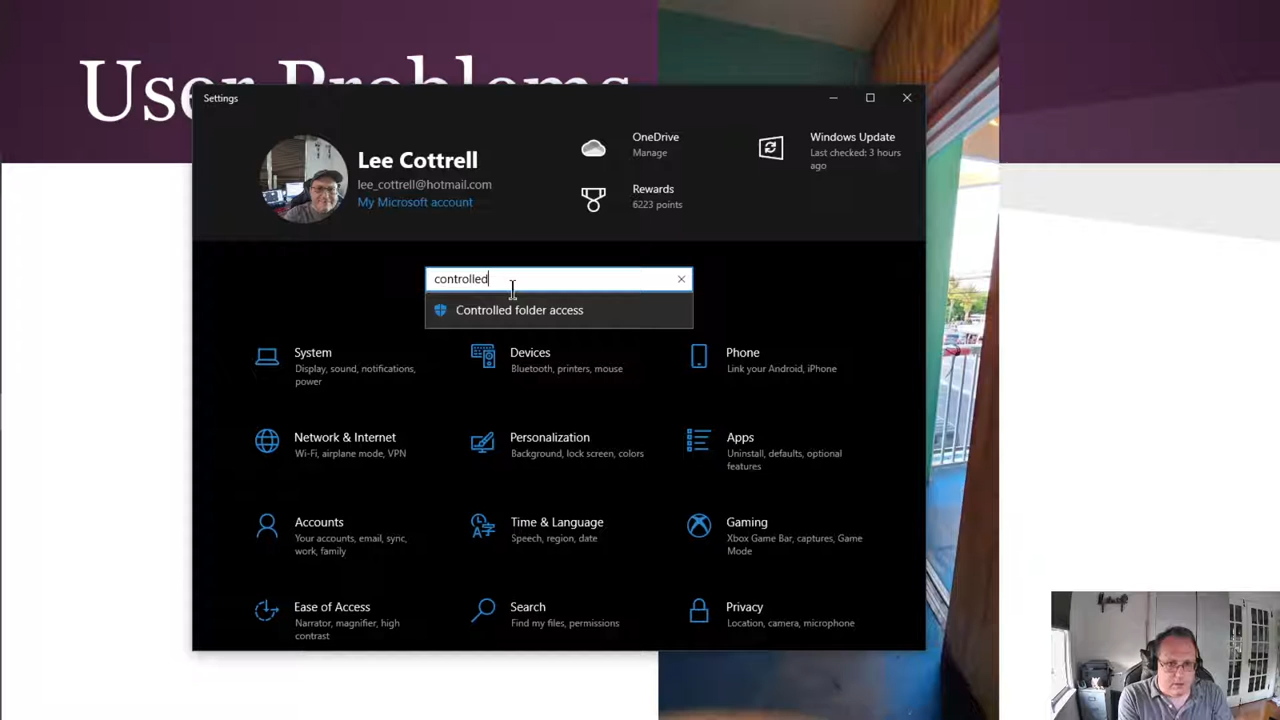 User Problems
Settings
Lee Cottrell
lee_cottrell@hotmail.com
My Microsoft account
OneDrive
Manage
Rewards
6223 points
Windows Update
Last checked: 3 hours
ago
controlled
Controlled folder access
System
Display, sound, notifications,
power
Devices
Bluetooth, printers, mouse
Phone
Link your Android, iPhone
Network & Internet
Wi-Fi, airplane mode, VPN
Personalization
Background, lock screen, colors
Apps
Uninstall, defaults, optional
features
Accounts
Your accounts, email, sync,
work, family
Time & Language
Speech, region, date
Gaming
Xbox Game Bar, captures, Game
Mode
Ease of Access
Narrator, magnifier, high
contrast
Search
Find my files, permissions
Privacy
Location, camera, microphone